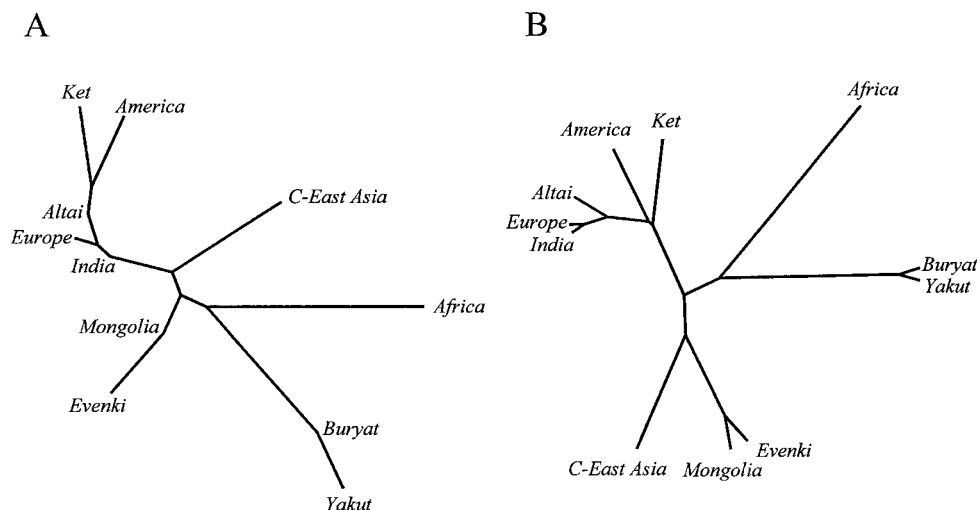 A
Ket
America
Altai
Europe
India
C-East Asia
Africa
Mongolia
Evenki
Buryat
Yakut
B
Africa
America
Ket
Altai
Europe
India
Buryat
Yakut
C-East Asia
Mongolia
Evenki